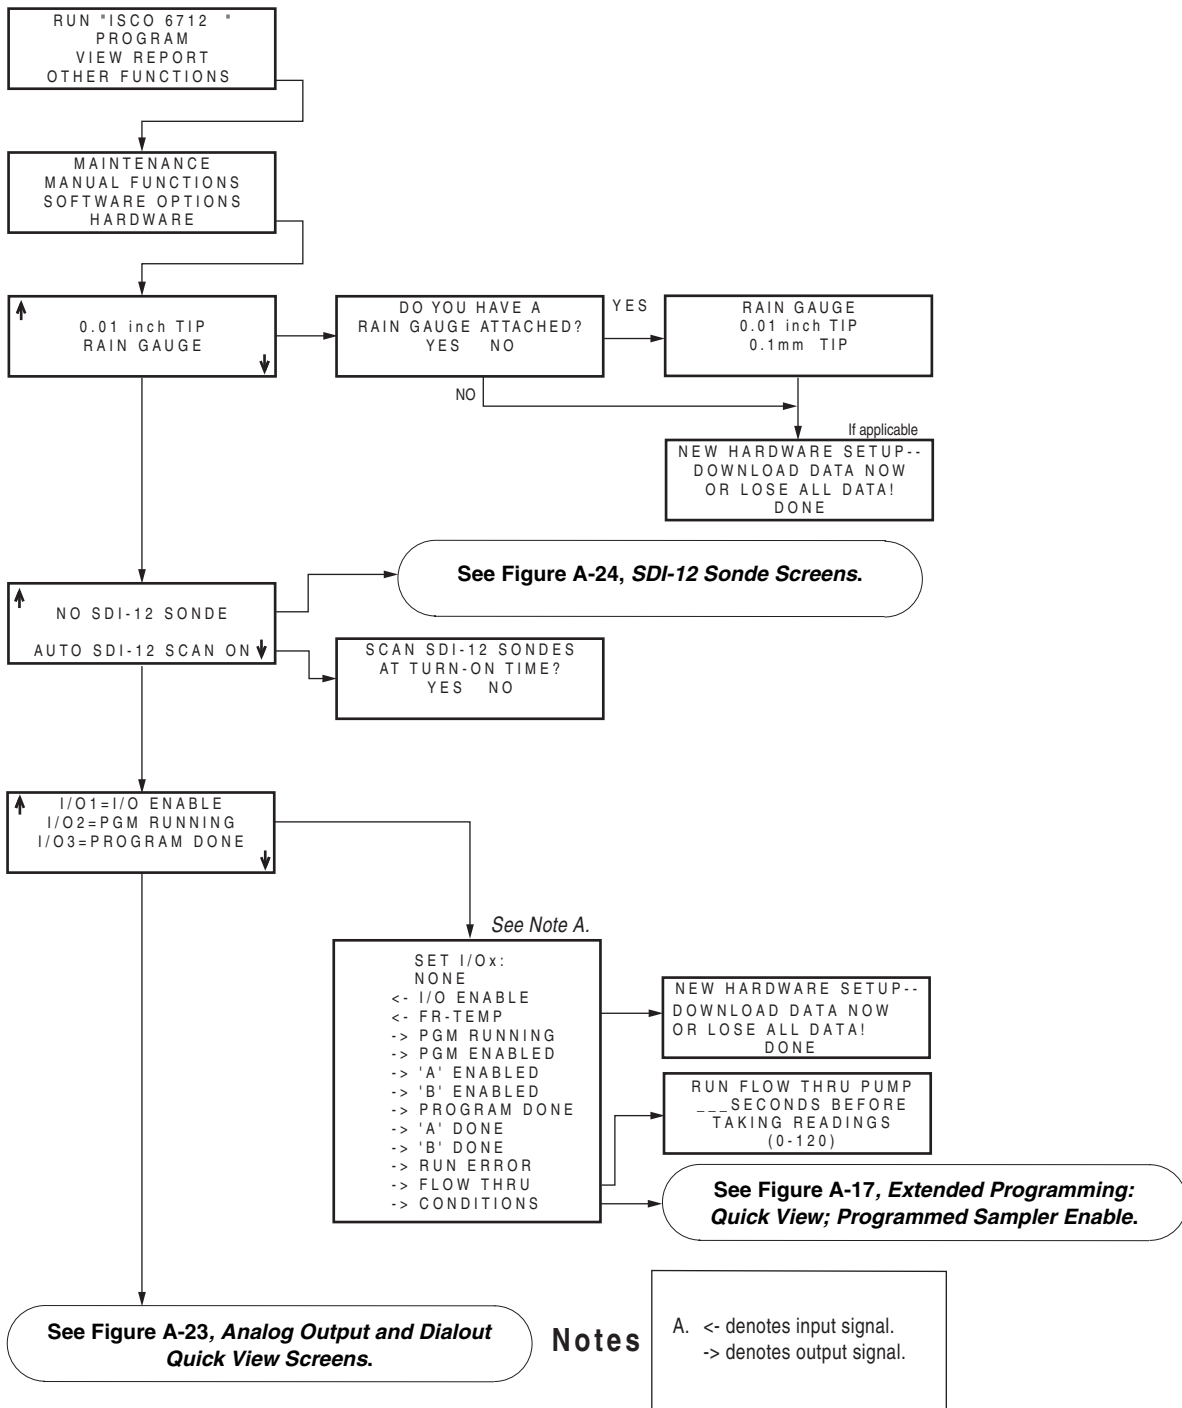 RUN "ISCO 6712 "
PROGRAM
VIEW REPORT
OTHER FUNCTIONS
MAINTENANCE
MANUAL FUNCTIONS
SOFTWARE OPTIONS
HARDWARE
0.01 inch TIP
RAIN GAUGE
DO YOU HAVE A
RAIN GAUGE ATTACHED?
YES NO
YES
RAIN GAUGE
0.01 inch TIP
0.1mm TIP
NO
If applicable
NEW HARDWARE SETUP--
DOWNLOAD DATA NOW
OR LOSE ALL DATA!
DONE
See Figure A-24, SDI-12 Sonde Screens.
NO SDI-12 SONDE
AUTO SDI-12 SCAN ON
SCAN SDI-12 SONDES
AT TURN-ON TIME?
YES NO
I/O1=I/O ENABLE
I/O2=PGM RUNNING
I/O3=PROGRAM DONE
See Note A.
SET I/Ox:
NONE
<- I/O ENABLE
<- FR-TEMP
-> PGM RUNNING
-> PGM ENABLED
-> 'A' ENABLED
-> 'B' ENABLED
-> PROGRAM DONE
-> 'A' DONE
-> 'B' DONE
-> RUN ERROR
-> FLOW THRU
-> CONDITIONS
NEW HARDWARE SETUP--
DOWNLOAD DATA NOW
OR LOSE ALL DATA!
DONE
RUN FLOW THRU PUMP
___SECONDS BEFORE
TAKING READINGS
(0-120)
See Figure A-17, Extended Programming:
Quick View; Programmed Sampler Enable.
See Figure A-23, Analog Output and Dialout
Quick View Screens.
Notes
A. <- denotes input signal.
-> denotes output signal.